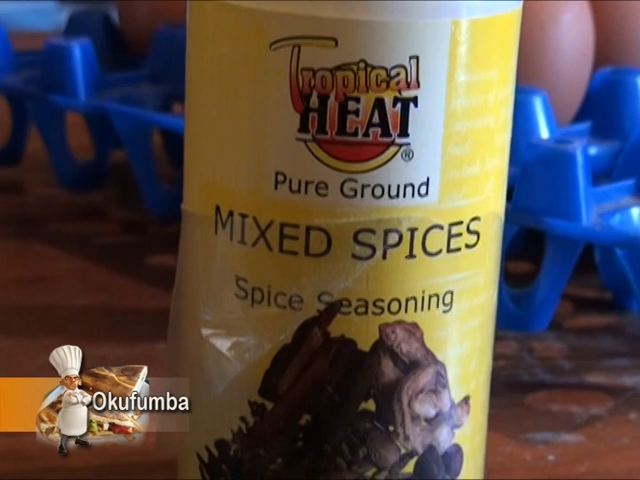 Tropical
HEAT®
Pure Ground
MIXED SPICES
Spice Seasoning
Okufumba